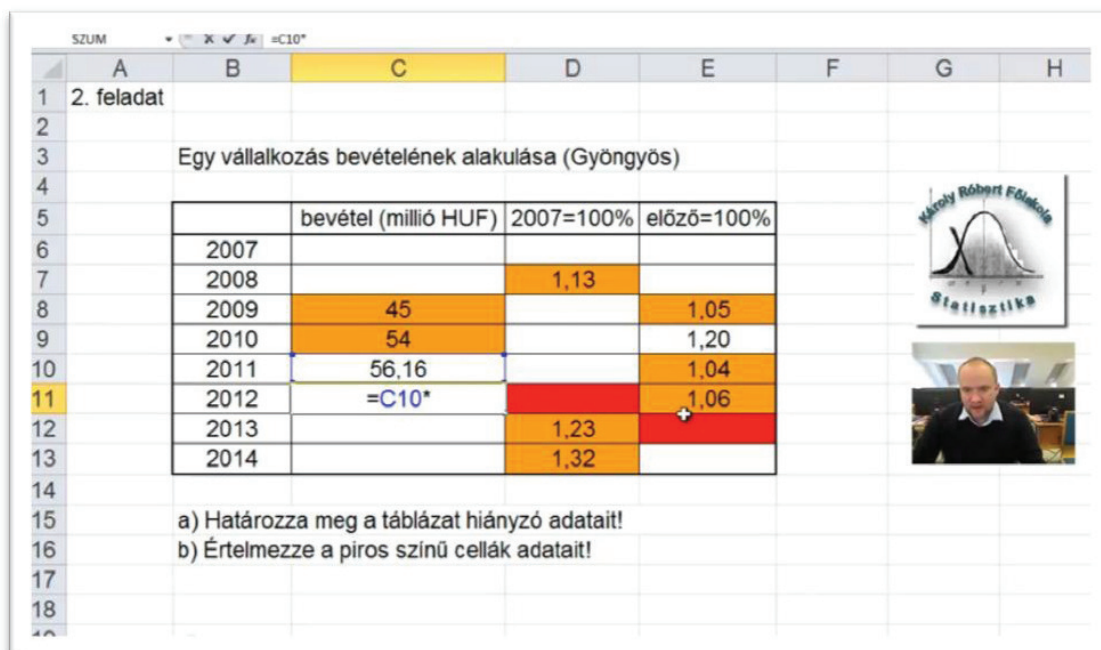 SZUM =C10*
A B C D E F G H
1 2. feladat
2
3 Egy vállalkozás bevételének alakulása (Gyöngyös)
4
5 bevétel (millió HUF) 2007=100% előző=100%
6 2007
7 2008 1,13
8 2009 45 1,05
9 2010 54 1,20
10 2011 56,16 1,04
11 2012 =C10* 1,06
12 2013 1,23
13 2014 1,32
14
15 a) Határozza meg a táblázat hiányzó adatait!
16 b) Értelmezze a piros színű cellák adatait!
17
18
Károly Róbert Főiskola
Statisztika